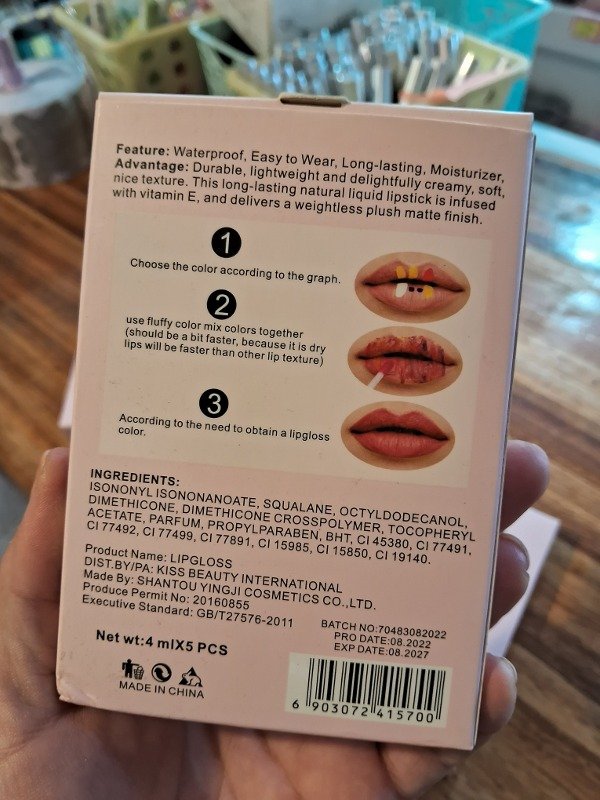 Feature: Waterproof, Easy to Wear, Long-lasting, Moisturizer,
Advantage: Durable, lightweight and delightfully creamy, soft,
nice texture. This long-lasting natural liquid lipstick is infused
with vitamin E, and delivers a weightless plush matte finish.
1
Choose the color according to the graph.
2
use fluffy color mix colors together
(should be a bit faster, because it is dry
lips will be faster than other lip texture)
3
According to the need to obtain a lipgloss
color.
INGREDIENTS:
ISONONYL ISONONANOATE, SQUALANE, OCTYLDODECANOL,
DIMETHICONE, DIMETHICONE CROSSPOLYMER, TOCOPHERYL
ACETATE, PARFUM, PROPYLPARABEN, BHT, CI 45380, CI 77491,
CI 77492, CI 77499, CI 77891, CI 15985, CI 15850, CI 19140.
Product Name: LIPGLOSS
DIST.BY/PA: KISS BEAUTY INTERNATIONAL
Made By: SHANTOU YINGJI COSMETICS CO.,LTD.
Produce Permit No: 20160855
Executive Standard: GB/T27576-2011
BATCH NO:70483082022
PRO DATE:08.2022
EXP DATE:08.2027
Net wt:4 mlX5 PCS
MADE IN CHINA
6 903072 415700